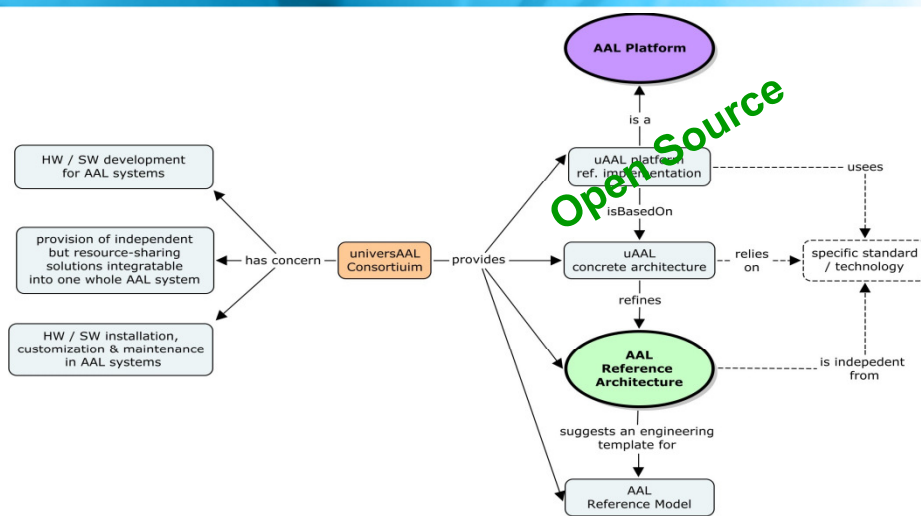 AAL Platform
is a
Open Source
uAAL platform
ref. implementation
usees
isBasedOn
HW / SW development
for AAL systems
provision of independent
but resource-sharing
solutions integratable
into one whole AAL system
has concern
universAAL
Consortiuim
provides
uAAL
concrete architecture
relies
on
specific standard
/ technology
refines
HW / SW installation,
customization & maintenance
in AAL systems
AAL
Reference
Architecture
is indepedent
from
suggests an engineering
template for
AAL
Reference Model